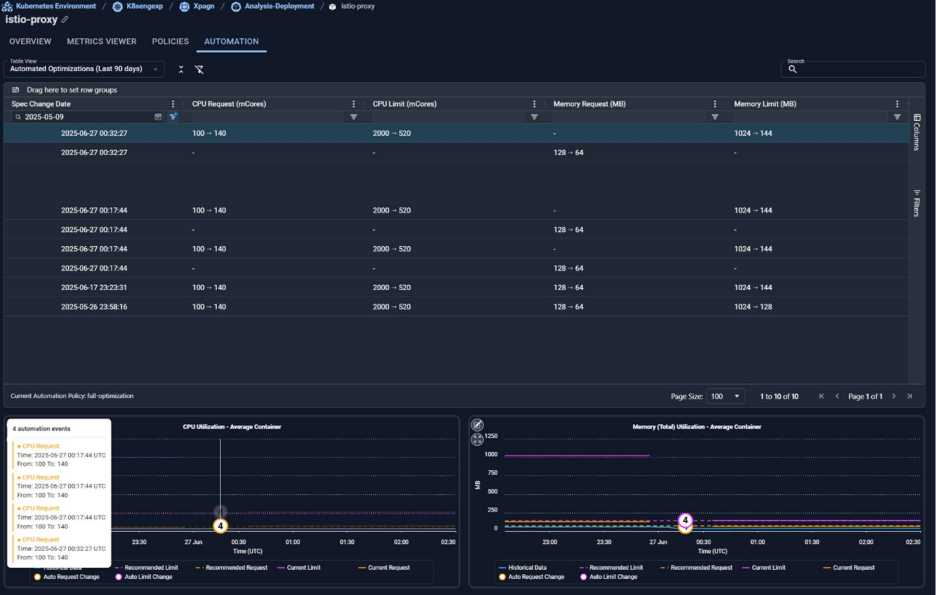 Kubernetes Environment / K8sengexp / Xpagn / Analysis-Deployment / istio-proxy
istio-proxy
OVERVIEW METRICS VIEWER POLICIES AUTOMATION
Table View
Automated Optimizations (Last 90 days)
Search
Drag here to set row groups
Spec Change Date CPU Request (mCores) CPU Limit (mCores) Memory Request (MB) Memory Limit (MB)
2025-05-09
2025-06-27 00:32:27 100→140 2000→520 - 1024→144
2025-06-27 00:32:27 - - 128→64 -
2025-06-27 00:17:44 100→140 2000→520 - 1024→144
2025-06-27 00:17:44 - - 128→64 -
2025-06-27 00:17:44 100→140 2000→520 - 1024→144
2025-06-27 00:17:44 - - 128→64 -
2025-06-17 23:23:31 100→140 2000→520 128→64 1024→144
2025-05-26 23:58:16 100→140 2000→520 128→64 1024→128
Columns
Filters
Current Automation Policy: full-optimization
Page Size: 100 1 to 10 of 10 Page 1 of 1
4 automation events
CPU Request
Time: 2025-06-27 00:17:44 UTC
From: 100 To: 140
CPU Request
Time: 2025-06-27 00:17:44 UTC
From: 100 To: 140
CPU Request
Time: 2025-06-27 00:17:44 UTC
From: 100 To: 140
CPU Request
Time: 2025-06-27 00:32:27 UTC
From: 100 To: 140
CPU Utilization - Average Container
4
23:30 27 Jun 00:30 01:00 01:30 02:00 02:30
Time (UTC)
Historical Data Recommended Limit Recommended Request Current Limit Current Request
Auto Request Change Auto Limit Change
Memory (Total) Utilization - Average Container
1250
1000
750
500
250
0
MB
4
23:00 23:30 27 Jun 00:30 01:00 01:30 02:00 02:30
Time (UTC)
Historical Data Recommended Limit Recommended Request Current Limit Current Request
Auto Request Change Auto Limit Change